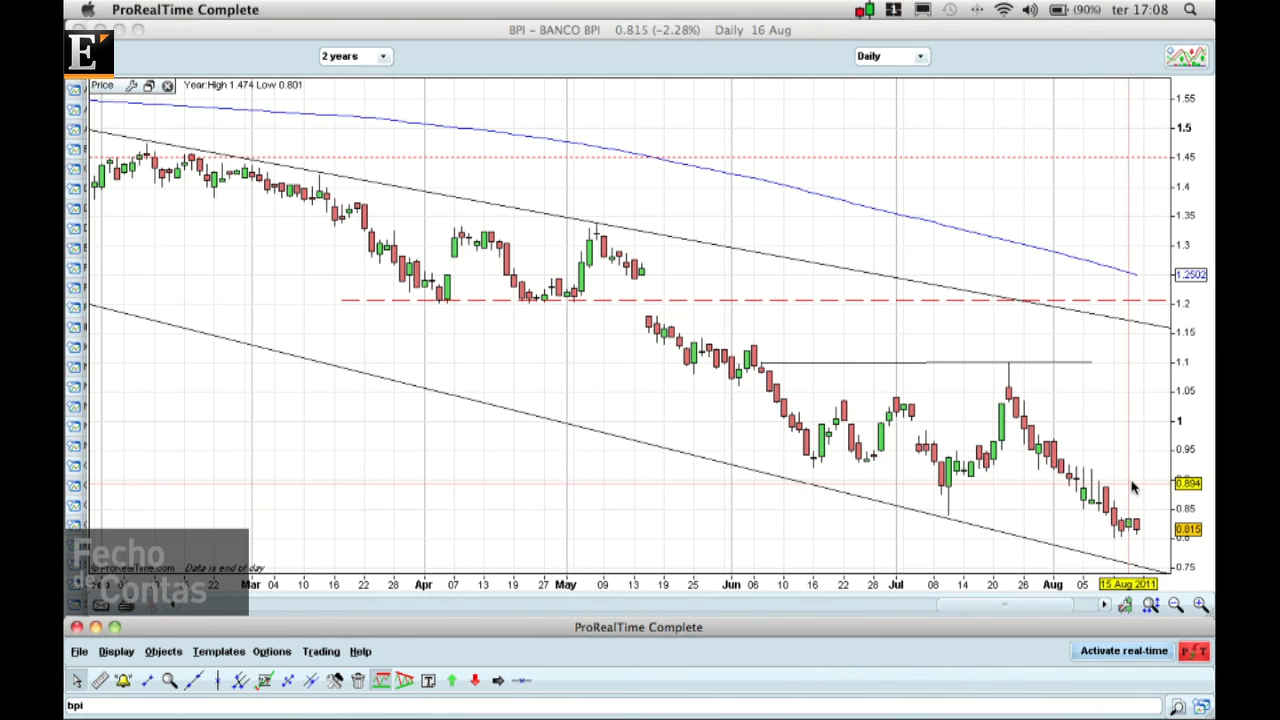 ProRealTime Complete
(90%) ter 17:08
BPI - BANCO BPI 0.815 (-2.28%) Daily 16 Aug
E
2 years
Daily
Price
Year:High 1.474 Low 0.801
1.55
1.5
1.45
1.4
1.35
1.3
1.2502
1.2
1.15
1.1
1.05
1
0.95
0.894
0.85
0.815
0.75
Fecho
de Contas
© ProRealTime.com Data is end of day
22 Mar 04 10 16 22 28 Apr 07 13 19 27 May 09 13 19 25 Jun 06 10 16 22 28 Jul 08 14 20 26 Aug 05 15 Aug 2011
ProRealTime Complete
File Display Objects Templates Options Trading Help
Activate real-time
PRT
bpi